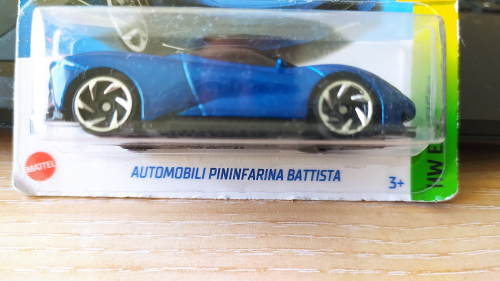 MATTEL
AUTOMOBILI PININFARINA BATTISTA
3+
HW E